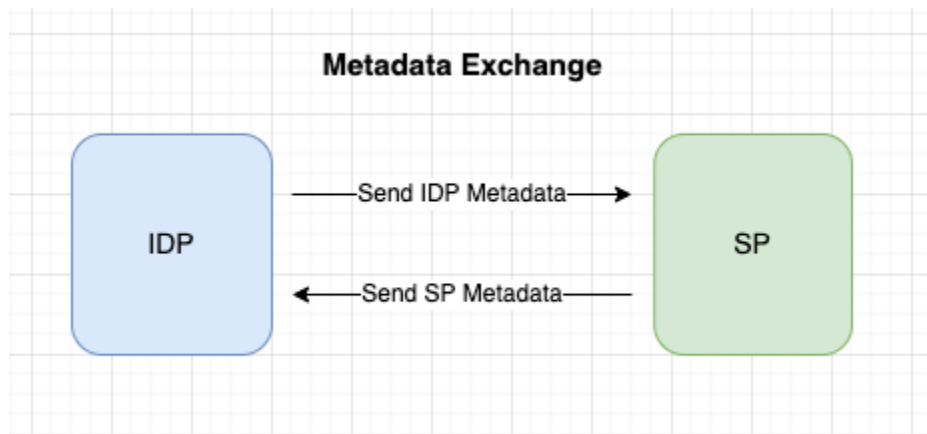 Metadata Exchange
Send IDP Metadata
IDP
SP
Send SP Metadata